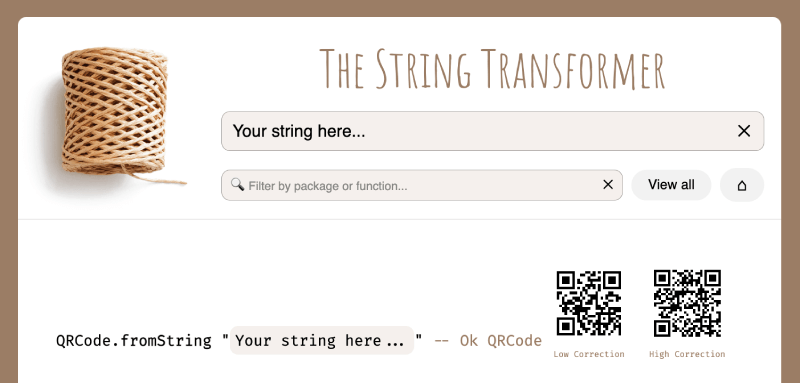 The String Transformer
Your string here...
Filter by package or function...
View all
QRCode.fromString "Your string here..." -- Ok QRCode
Low Correction
High Correction